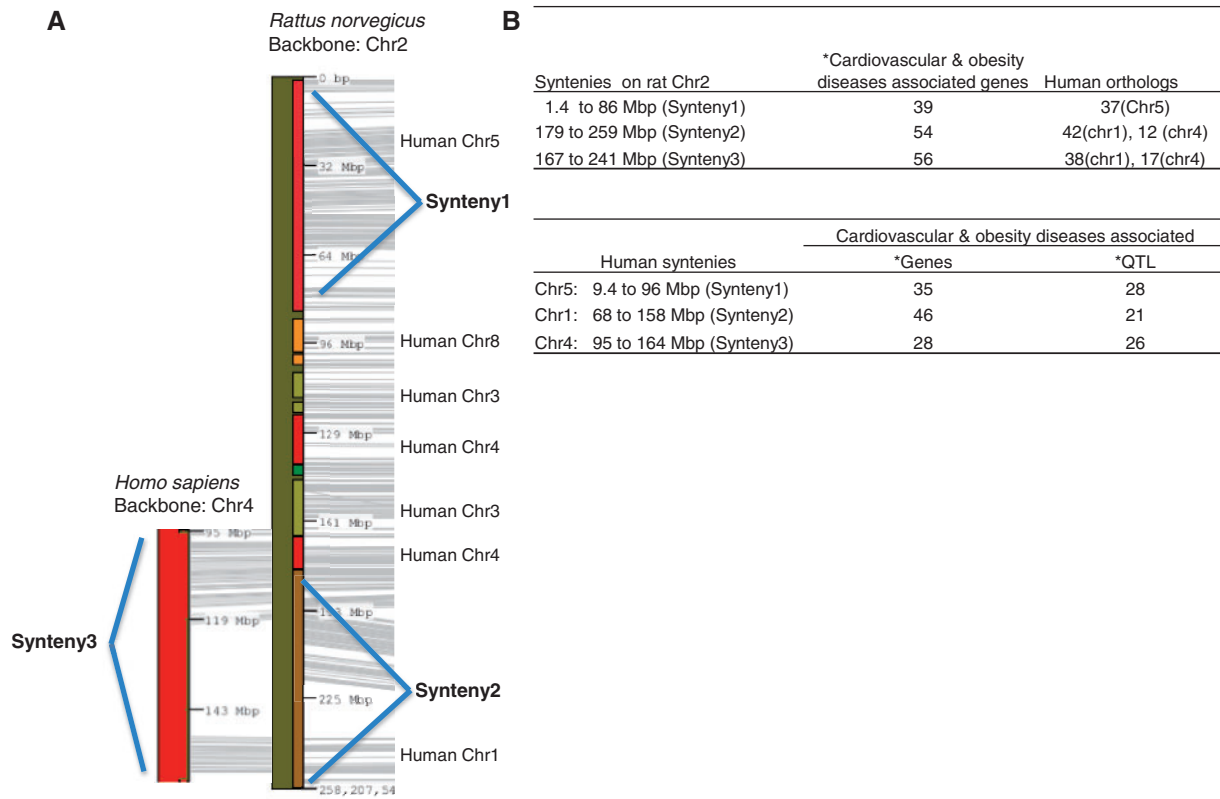 A
Rattus norvegicus
Backbone: Chr2
0 bp
Human Chr5
32 Mbp
Synteny1
64 Mbp
Human Chr8
96 Mbp
Human Chr3
129 Mbp
Human Chr4
Homo sapiens
Backbone: Chr4
Human Chr3
161 Mbp
95 Mbp
Human Chr4
119 Mbp
Mbp
Synteny3
Synteny2
225 Mbp
143 Mbp
Human Chr1
258,207,54
B
*Cardiovascular & obesity
Syntenies on rat Chr2 diseases associated genes Human orthologs
1.4 to 86 Mbp (Synteny1) 39 37(Chr5)
179 to 259 Mbp (Synteny2) 54 42(chr1), 12 (chr4)
167 to 241 Mbp (Synteny3) 56 38(chr1), 17(chr4)
Cardiovascular & obesity diseases associated
Human syntenies *Genes *QTL
Chr5: 9.4 to 96 Mbp (Synteny1) 35 28
Chr1: 68 to 158 Mbp (Synteny2) 46 21
Chr4: 95 to 164 Mbp (Synteny3) 28 26